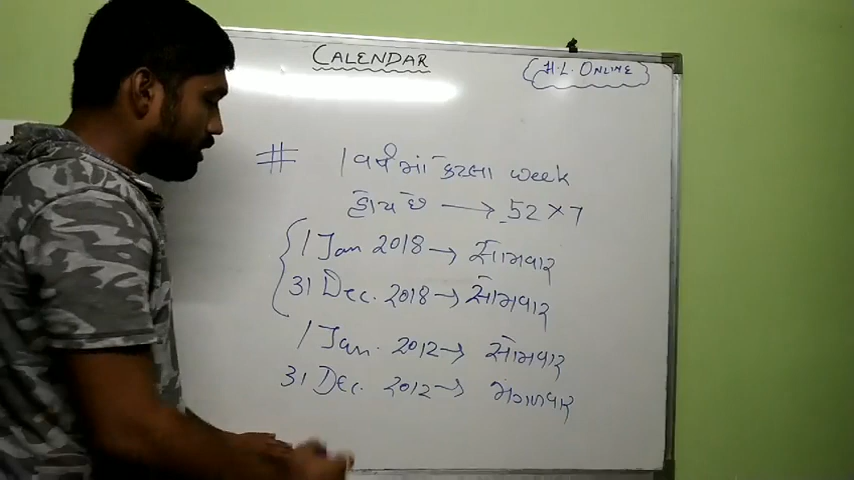 CALENDAR
H.L. ONLINE
# 1 વર્ષમાં કેટલા week
હોય છે → 52 × 7
1 Jan 2018 → સોમવાર
31 Dec. 2018 → સોમવાર
1 Jan. 2012 → સોમવાર
31 Dec. 2012 → મંગળવાર